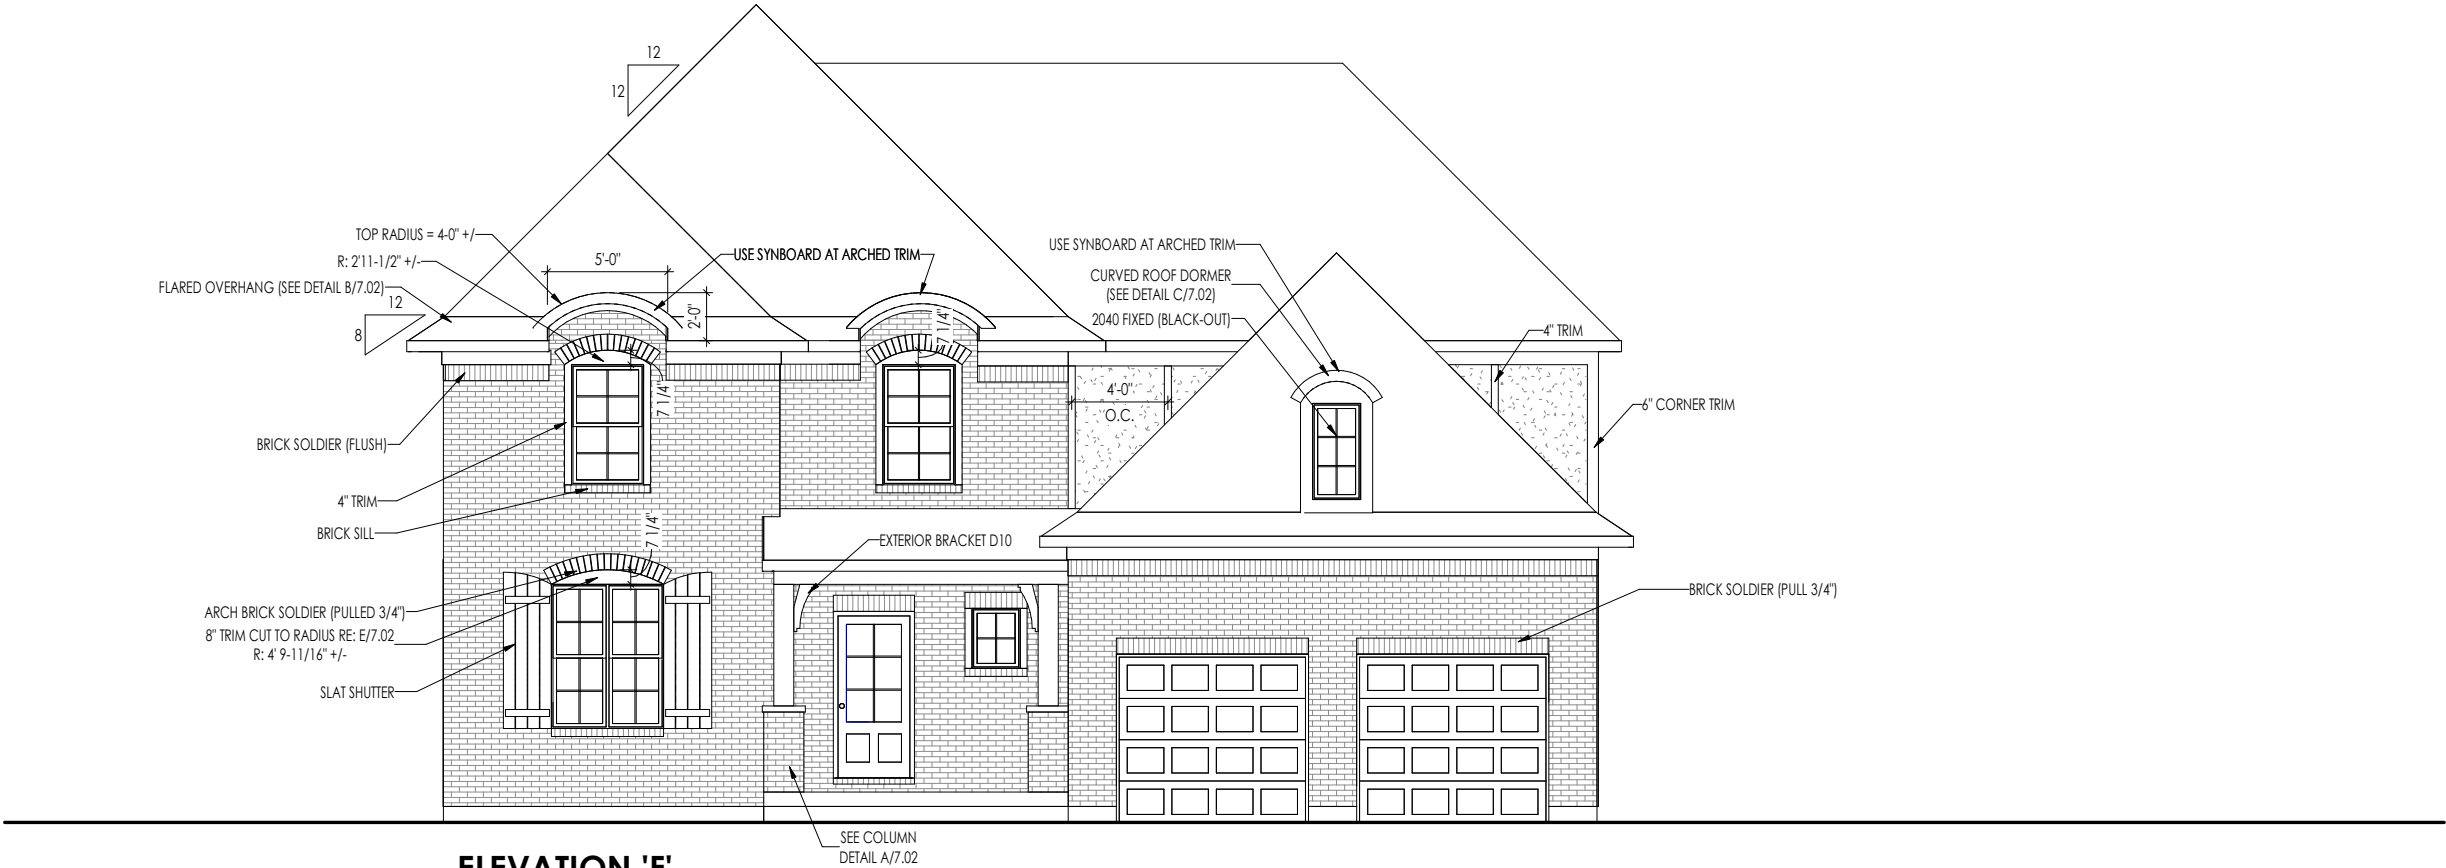 12
12
TOP RADIUS = 4-0" +/
R: 2'11-1/2" +/-
FLARED OVERHANG (SEE DETAIL B/7.02)
12
8
5'-0"
2'-0"
USE SYNBOARD AT ARCHED TRIM
7 1/4"
7 1/4"
USE SYNBOARD AT ARCHED TRIM
CURVED ROOF DORMER
(SEE DETAIL C/7.02)
2040 FIXED (BLACK-OUT)
4" TRIM
4'-0"
O.C.
6" CORNER TRIM
BRICK SOLDIER (FLUSH)
4" TRIM
BRICK SILL
7 1/4"
EXTERIOR BRACKET D10
ARCH BRICK SOLDIER (PULLED 3/4")
8" TRIM CUT TO RADIUS RE: E/7.02
R: 4' 9-11/16" +/-
SLAT SHUTTER
BRICK SOLDIER (PULL 3/4")
SEE COLUMN
DETAIL A/7.02
ELEVATION